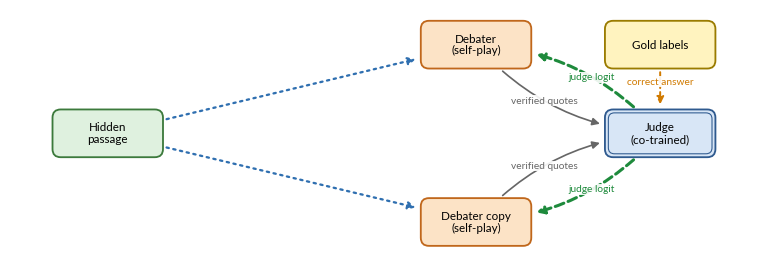 Debater
(self-play)
Gold labels
judge logit
correct answer
verified quotes
Hidden
passage
Judge
(co-trained)
verified quotes
judge logit
Debater copy
(self-play)